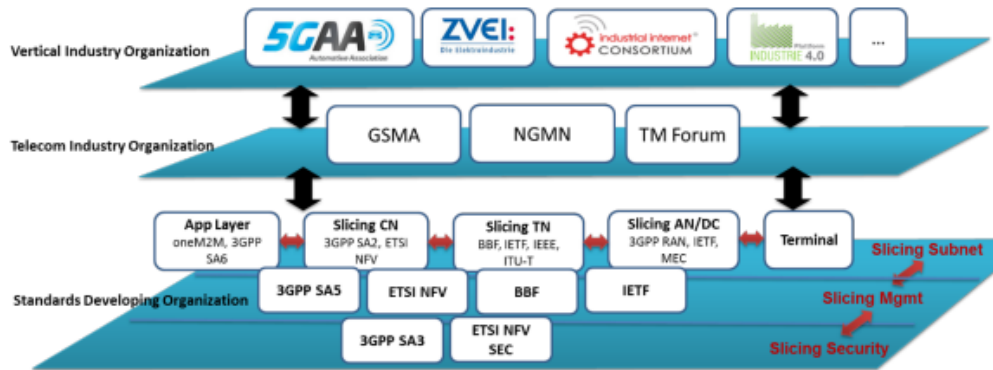 Vertical Industry Organization
5GAA
Automotive Association
ZVEI:
Die Elektroindustrie
industrial internet
CONSORTIUM
Plattform
INDUSTRIE 4.0
...
Telecom Industry Organization
GSMA
NGMN
TM Forum
App Layer
oneM2M, 3GPP
SA6
Slicing CN
3GPP SA2, ETSI
NFV
Slicing TN
BBF, IETF, IEEE,
ITU-T
Slicing AN/DC
3GPP RAN, IETF,
MEC
Terminal
Slicing Subnet
Standards Developing Organization
3GPP SA5
ETSI NFV
BBF
IETF
Slicing Mgmt
3GPP SA3
ETSI NFV
SEC
Slicing Security